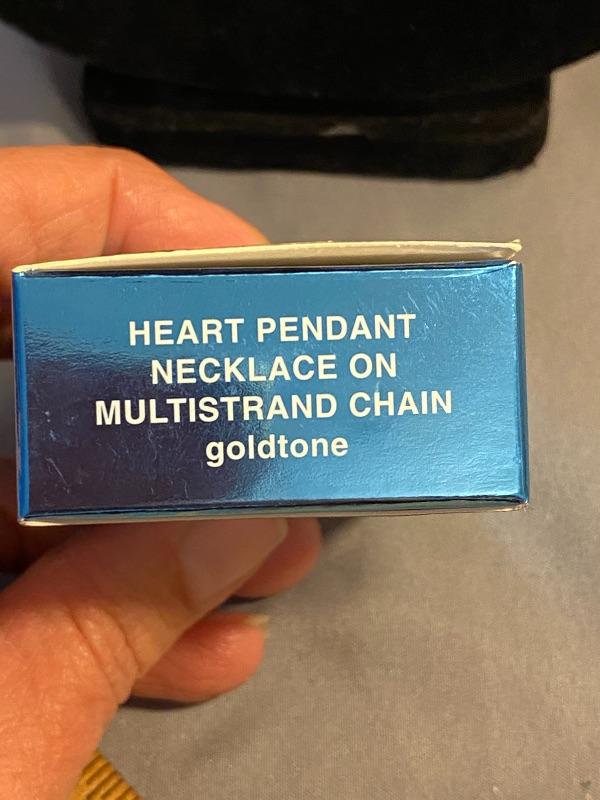 HEART PENDANT
NECKLACE ON
MULTISTRAND CHAIN
goldtone